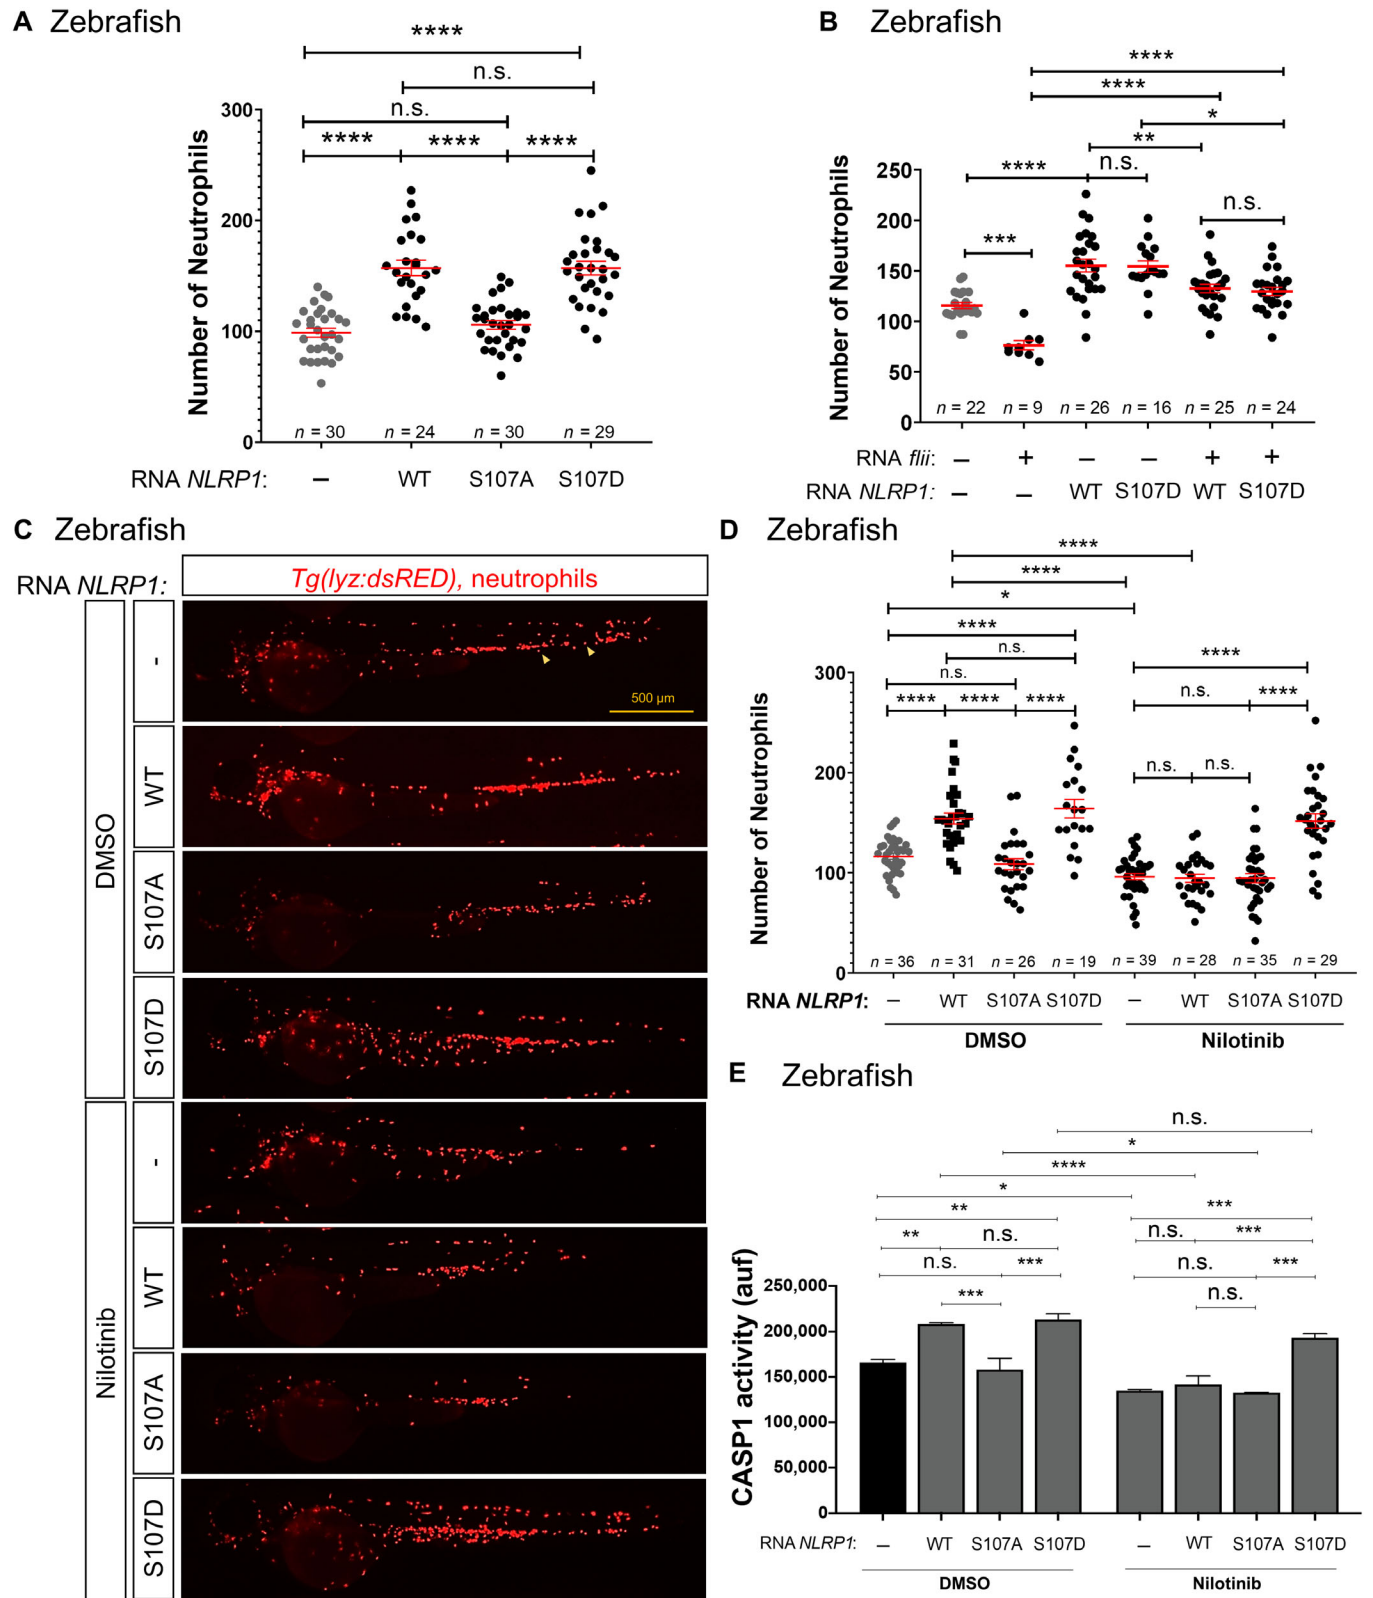 A Zebrafish
****
n.s.
n.s.
**** **** ****
Number of Neutrophils
300
200
100
0
n = 30 n = 24 n = 30 n = 29
RNA NLRP1: – WT S107A S107D
B Zebrafish
****
****
*
**
**** n.s.
n.s.
***
Number of Neutrophils
250
200
150
100
50
0
n = 22 n = 9 n = 26 n = 16 n = 25 n = 24
RNA flii: – + – – + +
RNA NLRP1: – – WT S107D WT S107D
C Zebrafish
RNA NLRP1:
Tg(lyz:dsRED), neutrophils
DMSO
-
500 µm
WT
S107A
S107D
Nilotinib
-
WT
S107A
S107D
D Zebrafish
****
****
*
****
n.s.
****
n.s.
n.s. ****
**** **** ****
n.s. n.s.
Number of Neutrophils
300
200
100
0
n = 36 n = 31 n = 26 n = 19 n = 39 n = 28 n = 35 n = 29
RNA NLRP1: – WT S107A S107D – WT S107A S107D
DMSO Nilotinib
E Zebrafish
n.s.
*
****
*
** ***
** n.s. n.s. ***
n.s. *** n.s. ***
*** n.s.
CASP1 activity (auf)
250,000
200,000
150,000
100,000
50,000
0
RNA NLRP1: – WT S107A S107D – WT S107A S107D
DMSO Nilotinib